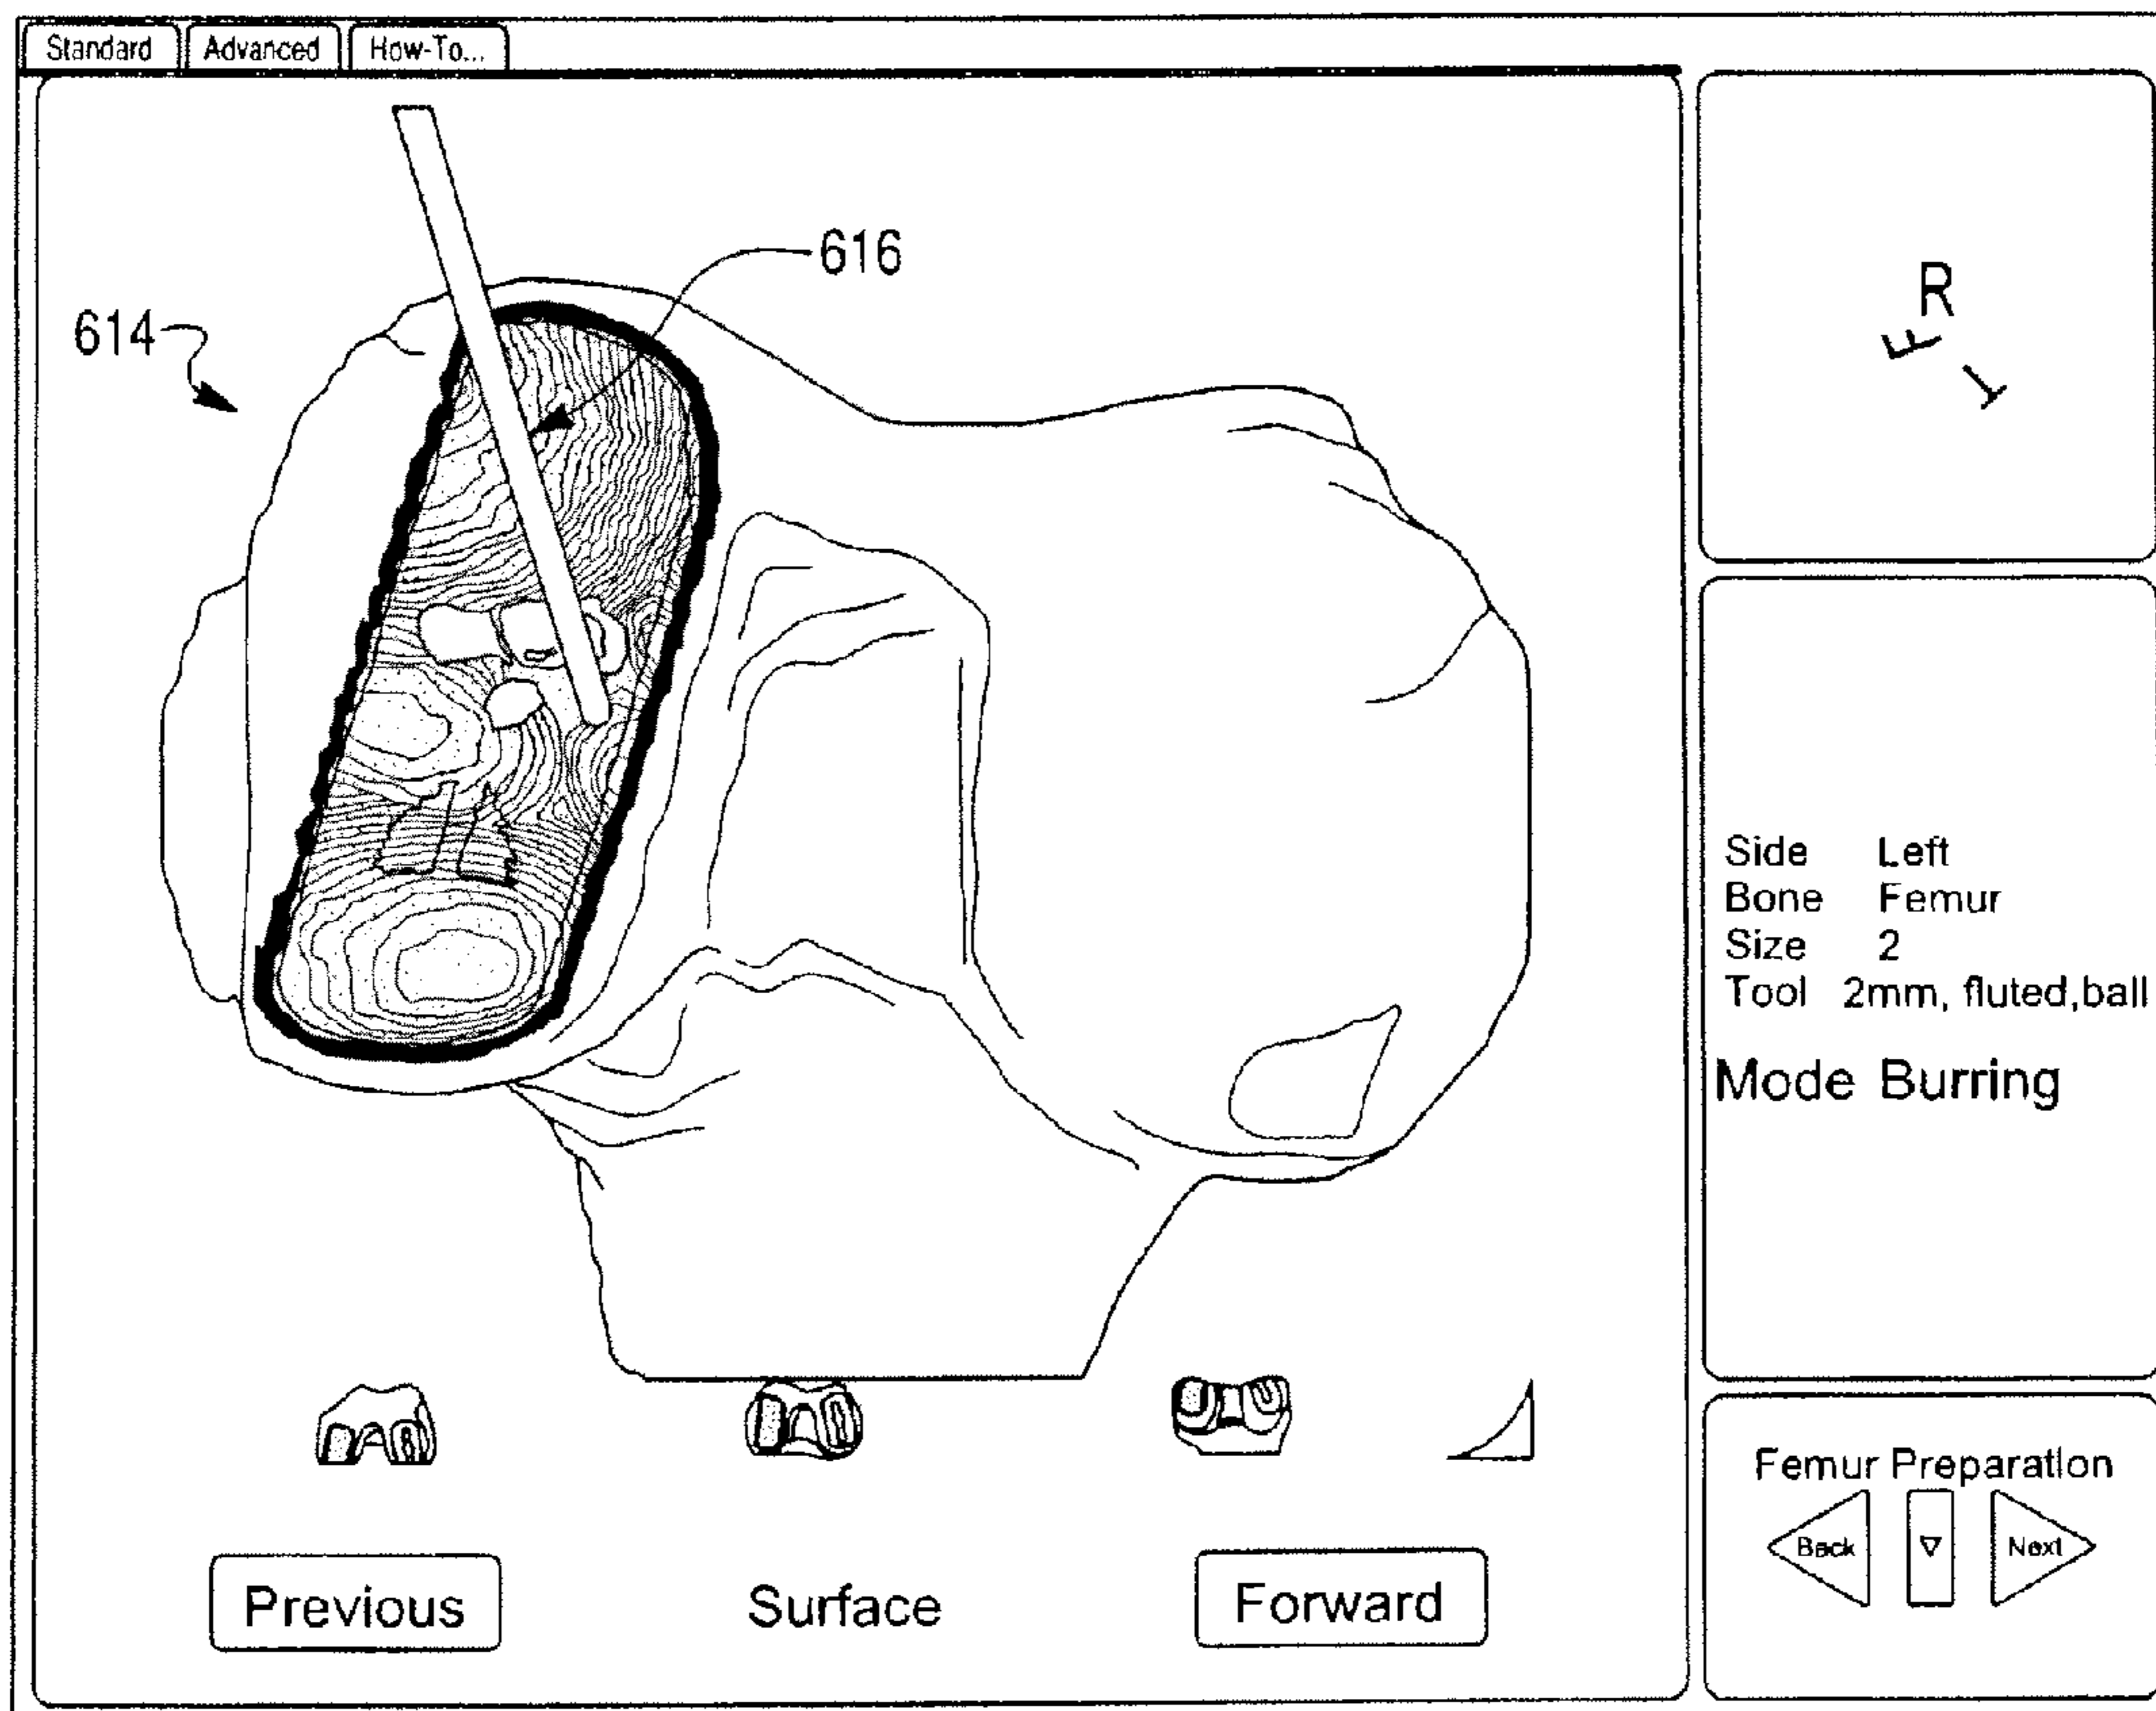 Standard Advanced How-To...
616
614
R
F
T
Side Left
Bone Femur
Size 2
Tool 2mm, fluted,ball
Mode Burring
Femur Preparation
Back Next
Previous Surface Forward